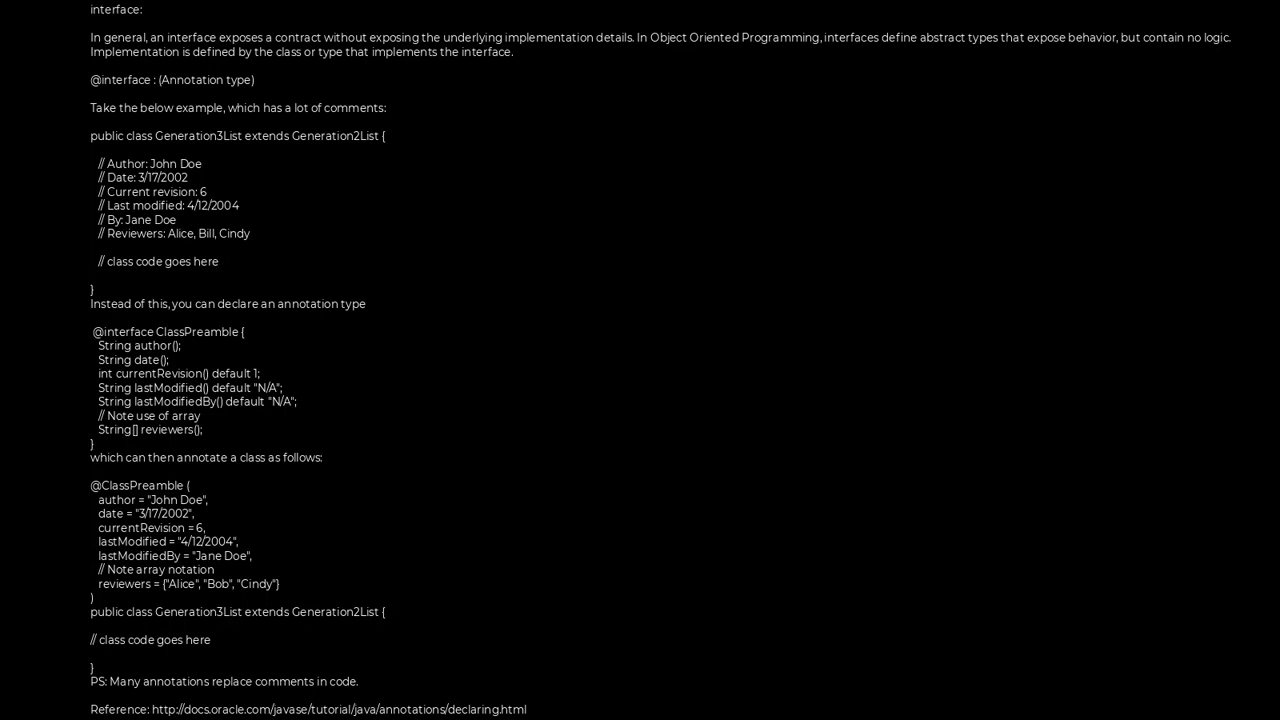 interface:
In general, an interface exposes a contract without exposing the underlying implementation details. In Object Oriented Programming, interfaces define abstract types that expose behavior, but contain no logic.
Implementation is defined by the class or type that implements the interface.
@interface : (Annotation type)
Take the below example, which has a lot of comments:
public class Generation3List extends Generation2List {
// Author: John Doe
// Date: 3/17/2002
// Current revision: 6
// Last modified: 4/12/2004
// By: Jane Doe
// Reviewers: Alice, Bill, Cindy
// class code goes here
}
Instead of this, you can declare an annotation type
@interface ClassPreamble {
String author();
String date();
int currentRevision() default 1;
String lastModified() default "N/A";
String lastModifiedBy() default "N/A";
// Note use of array
String[] reviewers();
}
which can then annotate a class as follows:
@ClassPreamble (
author = "John Doe",
date = "3/17/2002",
currentRevision = 6,
lastModified = "4/12/2004",
lastModifiedBy = "Jane Doe",
// Note array notation
reviewers = {"Alice", "Bob", "Cindy"}
)
public class Generation3List extends Generation2List {
// class code goes here
}
PS: Many annotations replace comments in code.
Reference: http://docs.oracle.com/javase/tutorial/java/annotations/declaring.html